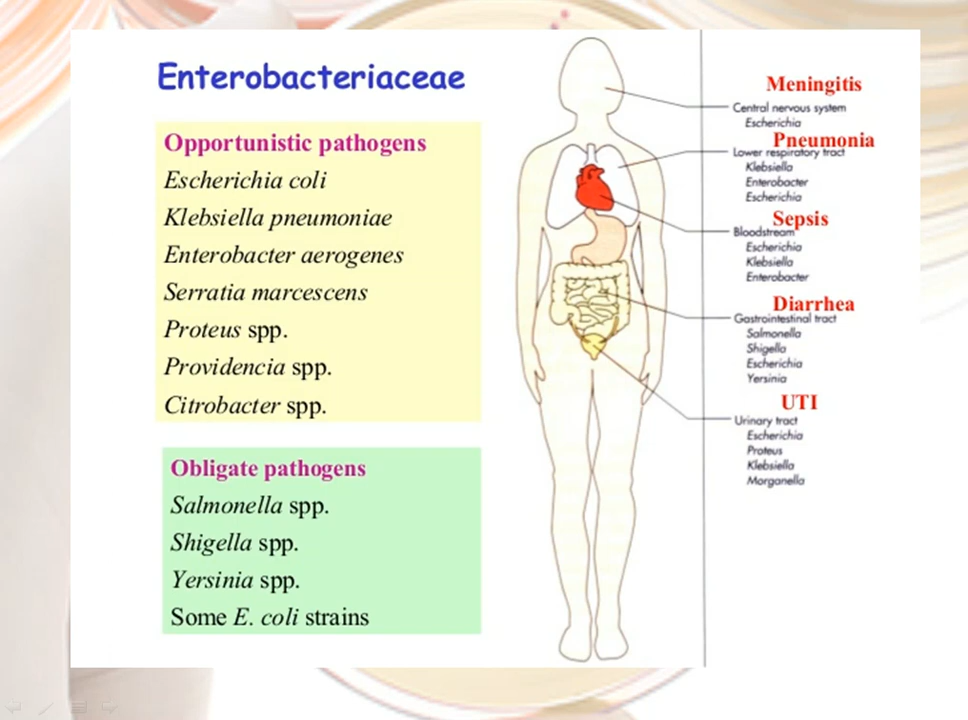 Enterobacteriaceae
Opportunistic pathogens
Escherichia coli
Klebsiella pneumoniae
Enterobacter aerogenes
Serratia marcescens
Proteus spp.
Providencia spp.
Citrobacter spp.
Obligate pathogens
Salmonella spp.
Shigella spp.
Yersinia spp.
Some E. coli strains
Meningitis
Central nervous system
Escherichia
Pneumonia
Lower respiratory tract
Klebsiella
Enterobacter
Escherichia
Sepsis
Bloodstream
Escherichia
Klebsiella
Enterobacter
Diarrhea
Gastrointestinal tract
Salmonella
Shigella
Escherichia
Yersinia
UTI
Urinary tract
Escherichia
Proteus
Klebsiella
Morganella